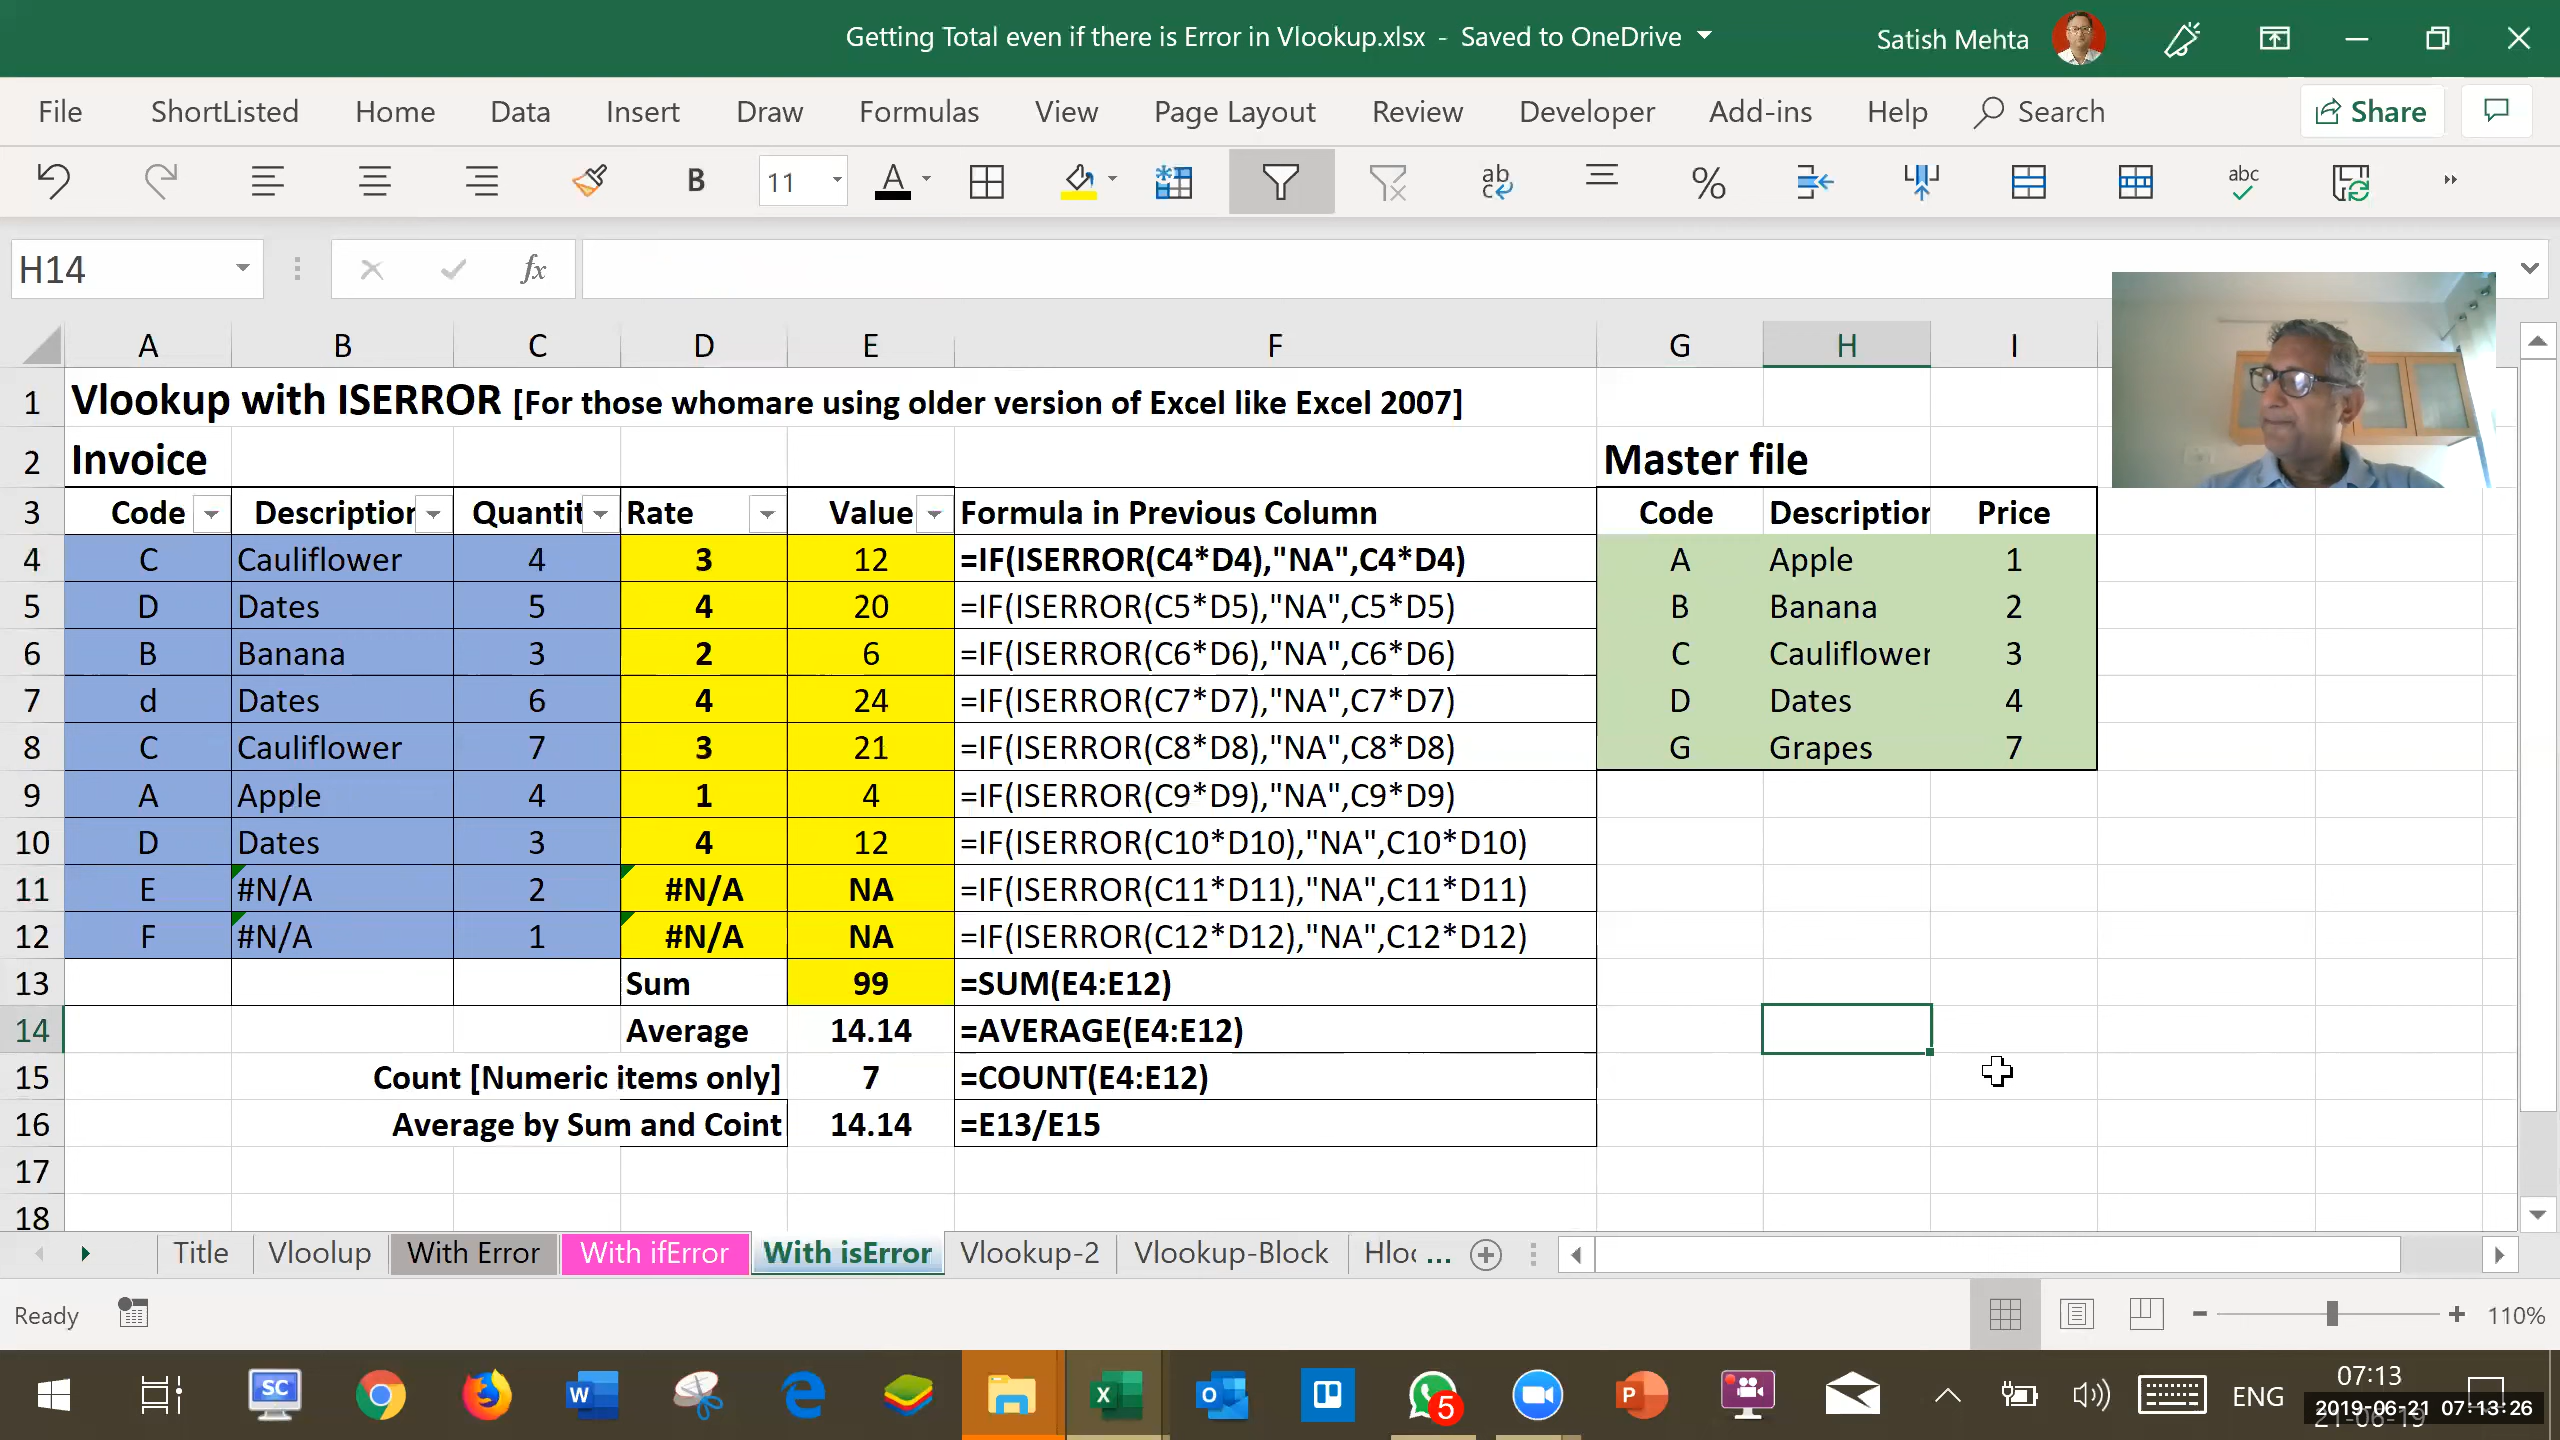 Getting Total even if there is Error in Vlookup.xlsx - Saved to OneDrive
Satish Mehta
File ShortListed Home Data Insert Draw Formulas View Page Layout Review Developer Add-ins Help Search Share
B 11 A ab c % abc
H14 fx
A B C D E F G H I
1 Vlookup with ISERROR [For those whomare using older version of Excel like Excel 2007]
2 Invoice Master file
3 Code Description Quantit Rate Value Formula in Previous Column Code Description Price
4 C Cauliflower 4 3 12 =IF(ISERROR(C4*D4),"NA",C4*D4) A Apple 1
5 D Dates 5 4 20 =IF(ISERROR(C5*D5),"NA",C5*D5) B Banana 2
6 B Banana 3 2 6 =IF(ISERROR(C6*D6),"NA",C6*D6) C Cauliflower 3
7 d Dates 6 4 24 =IF(ISERROR(C7*D7),"NA",C7*D7) D Dates 4
8 C Cauliflower 7 3 21 =IF(ISERROR(C8*D8),"NA",C8*D8) G Grapes 7
9 A Apple 4 1 4 =IF(ISERROR(C9*D9),"NA",C9*D9)
10 D Dates 3 4 12 =IF(ISERROR(C10*D10),"NA",C10*D10)
11 E #N/A 2 #N/A NA =IF(ISERROR(C11*D11),"NA",C11*D11)
12 F #N/A 1 #N/A NA =IF(ISERROR(C12*D12),"NA",C12*D12)
13 Sum 99 =SUM(E4:E12)
14 Average 14.14 =AVERAGE(E4:E12)
15 Count [Numeric items only] 7 =COUNT(E4:E12)
16 Average by Sum and Coint 14.14 =E13/E15
17
18
Title Vloolup With Error With ifError With isError Vlookup-2 Vlookup-Block Hloc ...
Ready 110%
SC W X O P 5 ENG 07:13
2019-06-21 07:13:26